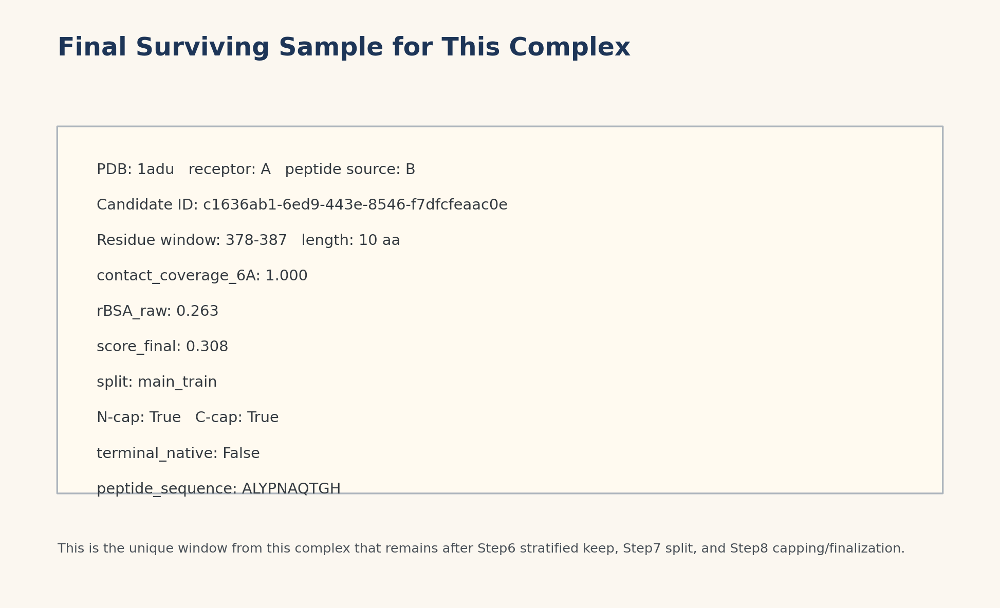 Final Surviving Sample for This Complex
PDB: 1adu   receptor: A   peptide source: B
Candidate ID: c1636ab1-6ed9-443e-8546-f7dfcfeaac0e
Residue window: 378-387   length: 10 aa
contact_coverage_6A: 1.000
rBSA_raw: 0.263
score_final: 0.308
split: main_train
N-cap: True   C-cap: True
terminal_native: False
peptide_sequence: ALYPNAQTGH
This is the unique window from this complex that remains after Step6 stratified keep, Step7 split, and Step8 capping/finalization.